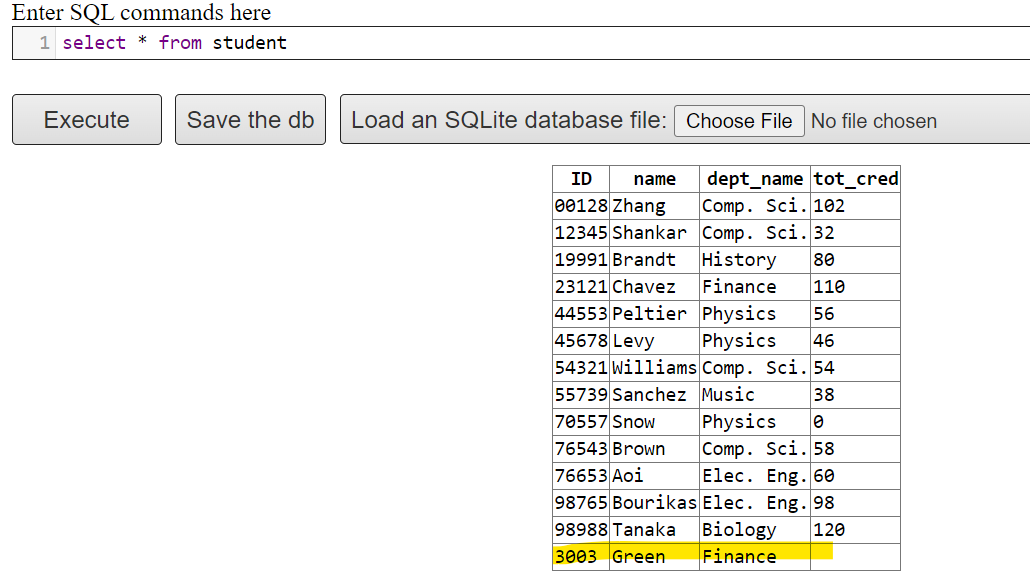 Enter SQL commands here
1 select * from student
Execute Save the db Load an SQLite database file: Choose File No file chosen
ID name dept_name tot_cred
00128 Zhang Comp. Sci. 102
12345 Shankar Comp. Sci. 32
19991 Brandt History 80
23121 Chavez Finance 110
44553 Peltier Physics 56
45678 Levy Physics 46
54321 Williams Comp. Sci. 54
55739 Sanchez Music 38
70557 Snow Physics 0
76543 Brown Comp. Sci. 58
76653 Aoi Elec. Eng. 60
98765 Bourikas Elec. Eng. 98
98988 Tanaka Biology 120
3003 Green Finance